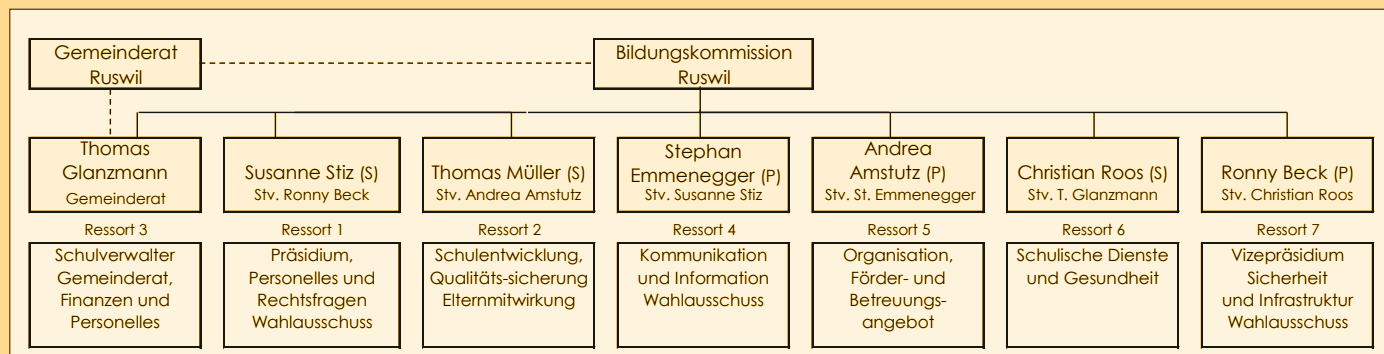 Gemeinderat
Ruswil
Bildungskommission
Ruswil
Thomas
Glanzmann
Gemeinderat
Susanne Stiz (S)
Stv. Ronny Beck
Thomas Müller (S)
Stv. Andrea Amstutz
Stephan
Emmenegger (P)
Stv. Susanne Stiz
Andrea
Amstutz (P)
Stv. St. Emmenegger
Christian Roos (S)
Stv. T. Glanzmann
Ronny Beck (P)
Stv. Christian Roos
Ressort 3
Schulverwalter
Gemeinderat,
Finanzen und
Personelles
Ressort 1
Präsidium,
Personelles und
Rechtsfragen
Wahlausschuss
Ressort 2
Schulentwicklung,
Qualitäts-sicherung
Elternmitwirkung
Ressort 4
Kommunikation
und Information
Wahlausschuss
Ressort 5
Organisation,
Förder- und
Betreuungs-
angebot
Ressort 6
Schulische Dienste
und Gesundheit
Ressort 7
Vizepräsidium
Sicherheit
und Infrastruktur
Wahlausschuss